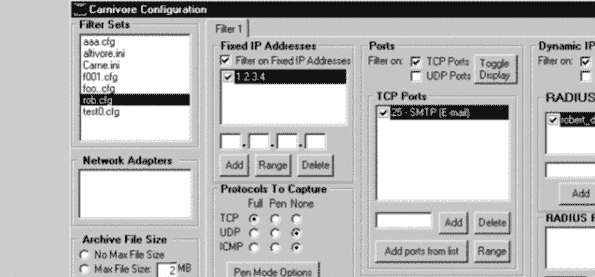 Carnivore Configuration
Filter Sets
aaa.cfg
altivore.ini
Carne.ini
f001.cfg
foo_.cfg
rob.cfg
test0.cfg
Network Adapters
Archive File Size
No Max File Size
Max File Size: 2 MB
Filter 1
Fixed IP Addresses
Filter on Fixed IP Addresses
1.2.3.4
. . .
Add Range Delete
Protocols To Capture
Full Pen None
TCP
UDP
ICMP
Pen Mode Options
Ports
Filter on: TCP Ports
UDP Ports
Toggle
Display
TCP Ports
25 - SMTP (E-mail)
Add Delete
Add ports from list Range
Dynamic IP
Filter on:
RADIUS
robert_
Add
RADIUS